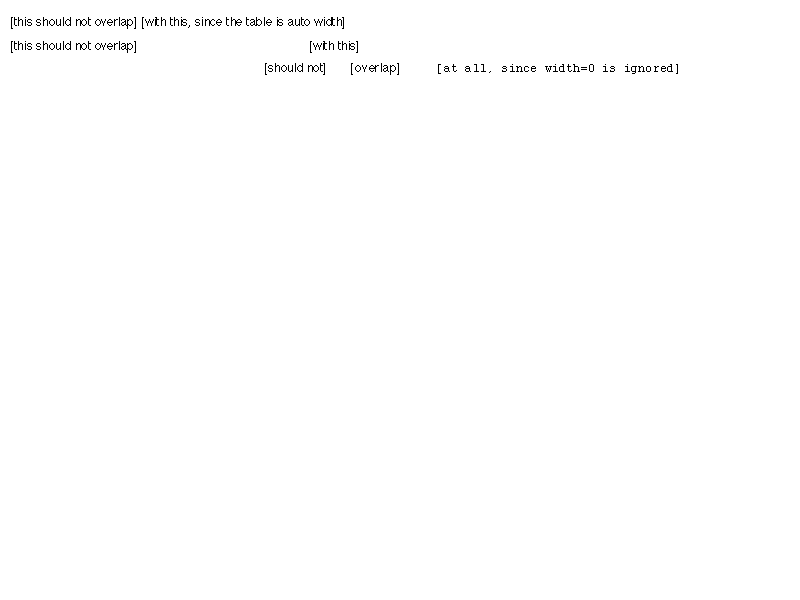 [this should not overlap] [with this, since the table is auto width]
[this should not overlap] [with this]
[should not] [overlap] [at all, since width=0 is ignored]